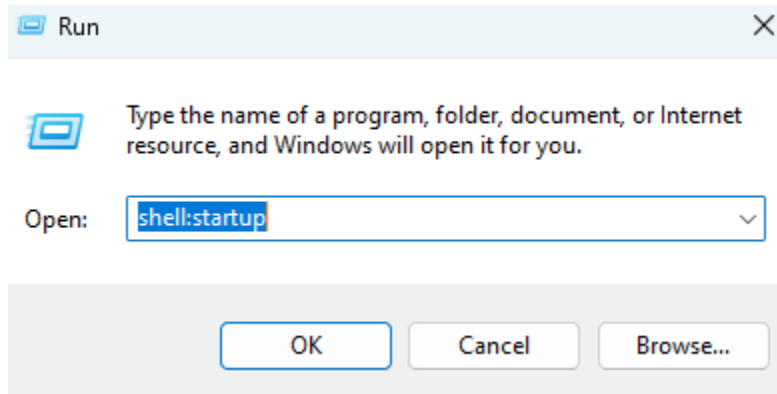 Run
Type the name of a program, folder, document, or Internet
resource, and Windows will open it for you.
Open: shell:startup
OK Cancel Browse...